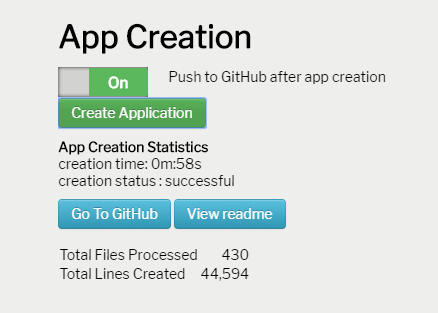 App Creation
On Push to GitHub after app creation
Create Application
App Creation Statistics
creation time: 0m:58s
creation status : successful
Go To GitHub View readme
Total Files Processed 430
Total Lines Created 44,594